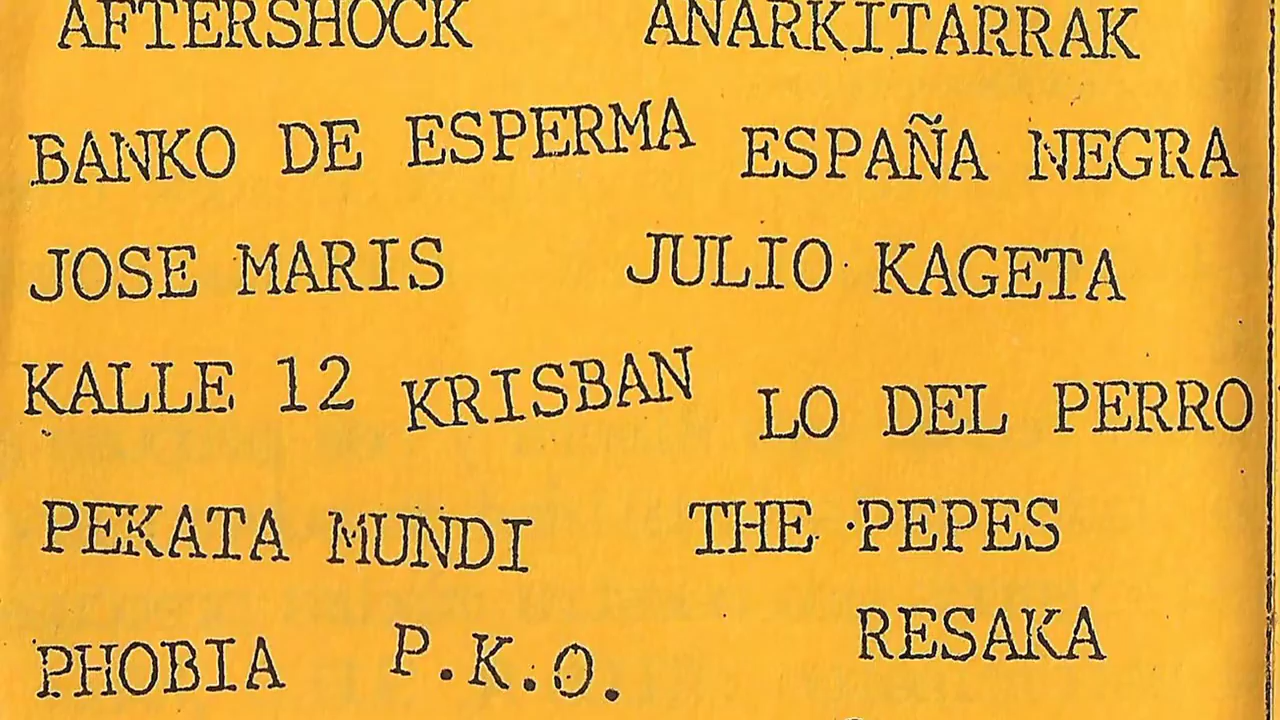 AFTERSHOCK ANARKITARRAK
BANKO DE ESPERMA ESPAÑA NEGRA
JOSE MARIS JULIO KAGETA
KALLE 12 KRISBAN LO DEL PERRO
PEKATA MUNDI THE PEPES
PHOBIA P.K.O. RESAKA